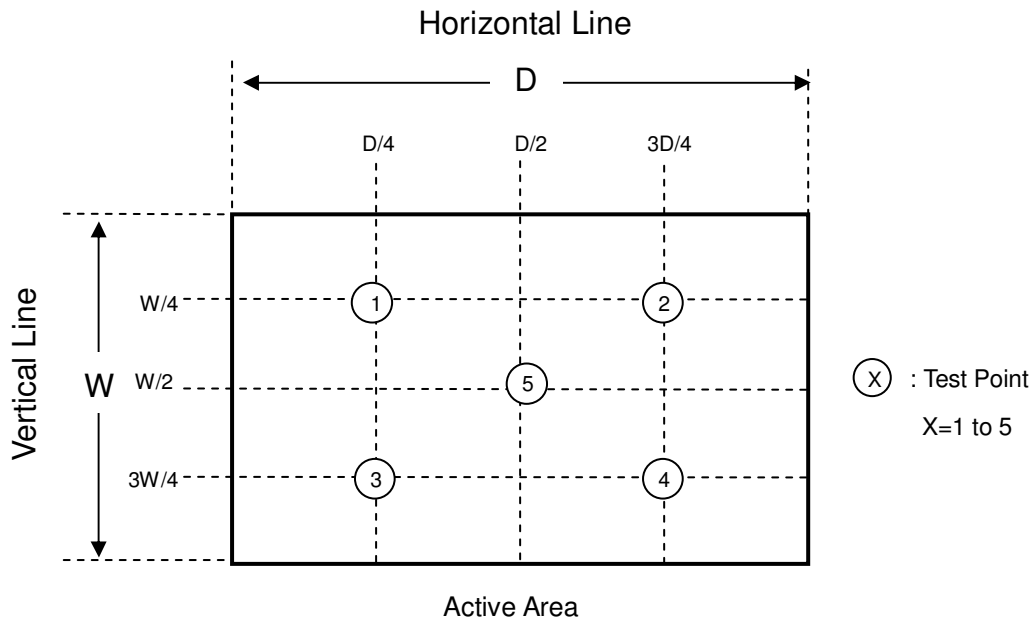 Horizontal Line
D
D/4 D/2 3D/4
Vertical Line
W
W/4
W/2
3W/4
1 2
5
3 4
X : Test Point
X=1 to 5
Active Area